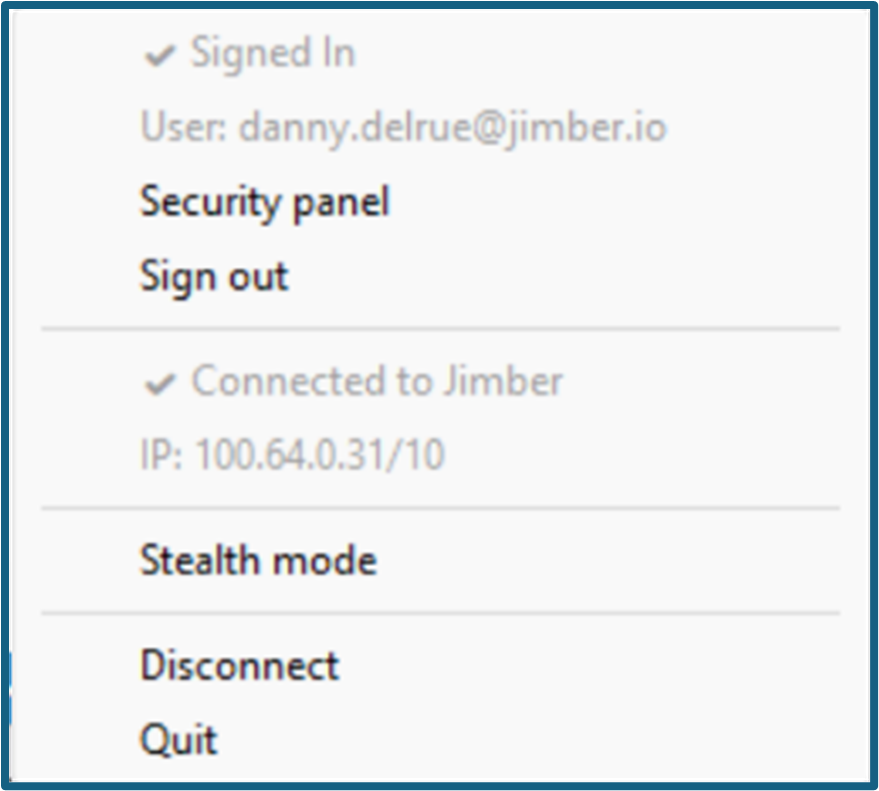 ✓ Signed In
User: danny.delrue@jimber.io
Security panel
Sign out
✓ Connected to Jimber
IP: 100.64.0.31/10
Stealth mode
Disconnect
Quit